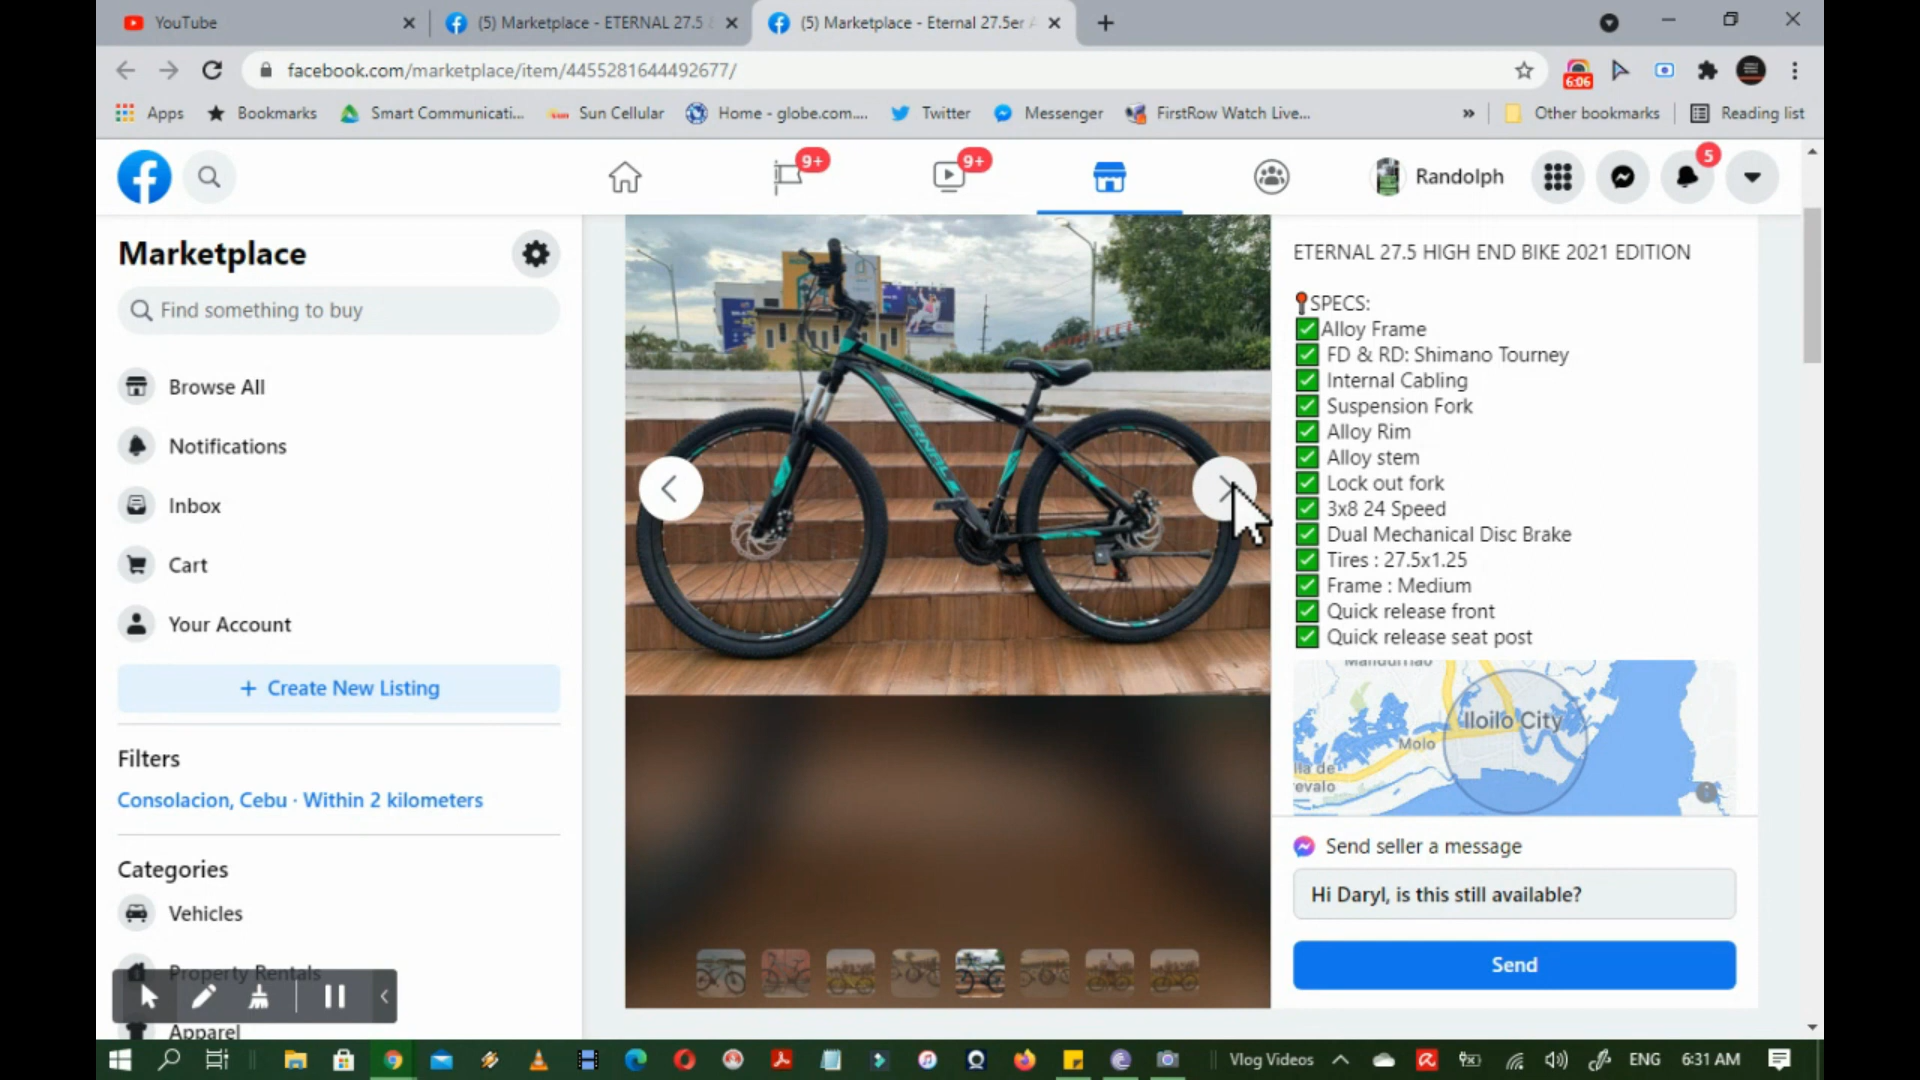 YouTube
(5) Marketplace - ETERNAL 27.5
(5) Marketplace - Eternal 27.5er
facebook.com/marketplace/item/4455281644492677/
6:06
Apps
Bookmarks
Smart Communicati...
Sun Cellular
Home - globe.com....
Twitter
Messenger
FirstRow Watch Live...
»
Other bookmarks
Reading list
9+
9+
Randolph
5
Marketplace
Find something to buy
Browse All
Notifications
Inbox
Cart
Your Account
+ Create New Listing
Filters
Consolacion, Cebu · Within 2 kilometers
Categories
Vehicles
Property Rentals
Apparel
ETERNAL
ETERNAL 27.5 HIGH END BIKE 2021 EDITION
📍SPECS:
✅Alloy Frame
✅ FD & RD: Shimano Tourney
✅ Internal Cabling
✅ Suspension Fork
✅ Alloy Rim
✅ Alloy stem
✅ Lock out fork
✅ 3x8 24 Speed
✅ Dual Mechanical Disc Brake
✅ Tires : 27.5x1.25
✅ Frame : Medium
✅ Quick release front
✅ Quick release seat post
Iloilo City
Molo
Send seller a message
Hi Daryl, is this still available?
Send
Vlog Videos
ENG
6:31 AM